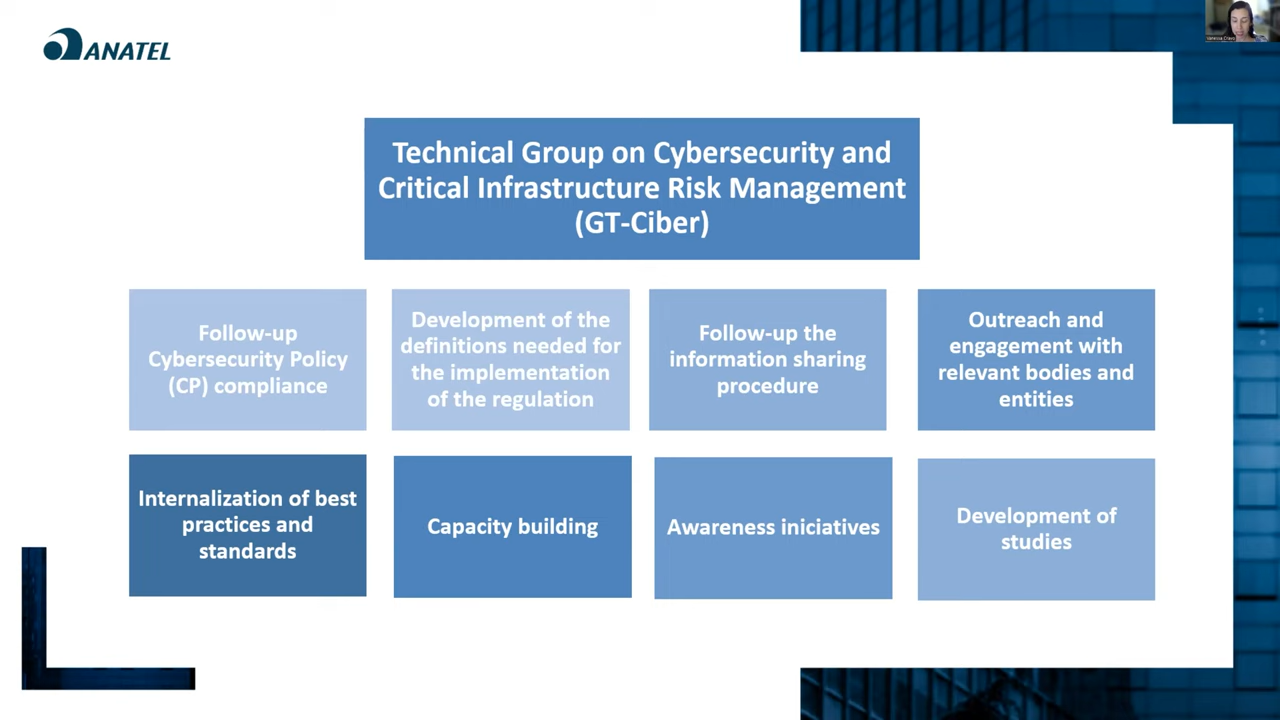 ANATEL
Technical Group on Cybersecurity and
Critical Infrastructure Risk Management
(GT-Ciber)
Follow-up
Cybersecurity Policy
(CP) compliance
Development of the
definitions needed for
the implementation
of the regulation
Follow-up the
information sharing
procedure
Outreach and
engagement with
relevant bodies and
entities
Internalization of best
practices and
standards
Capacity building
Awareness iniciatives
Development of
studies